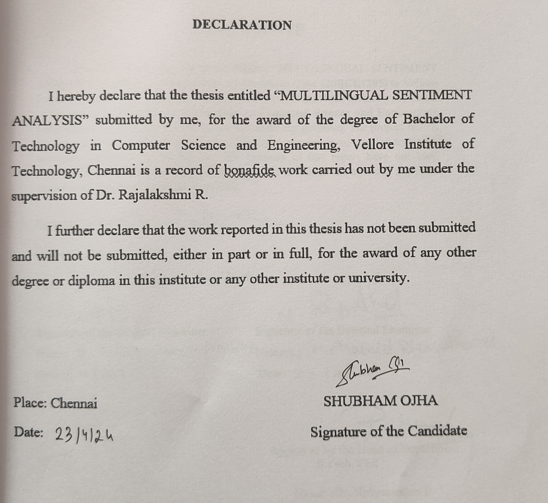 DECLARATION
I hereby declare that the thesis entitled “MULTILINGUAL SENTIMENT
ANALYSIS” submitted by me, for the award of the degree of Bachelor of
Technology in Computer Science and Engineering, Vellore Institute of
Technology, Chennai is a record of bonafide work carried out by me under the
supervision of Dr. Rajalakshmi R.
I further declare that the work reported in this thesis has not been submitted
and will not be submitted, either in part or in full, for the award of any other
degree or diploma in this institute or any other institute or university.
Shubham
Place: Chennai
SHUBHAM OJHA
Date: 23/4/24
Signature of the Candidate